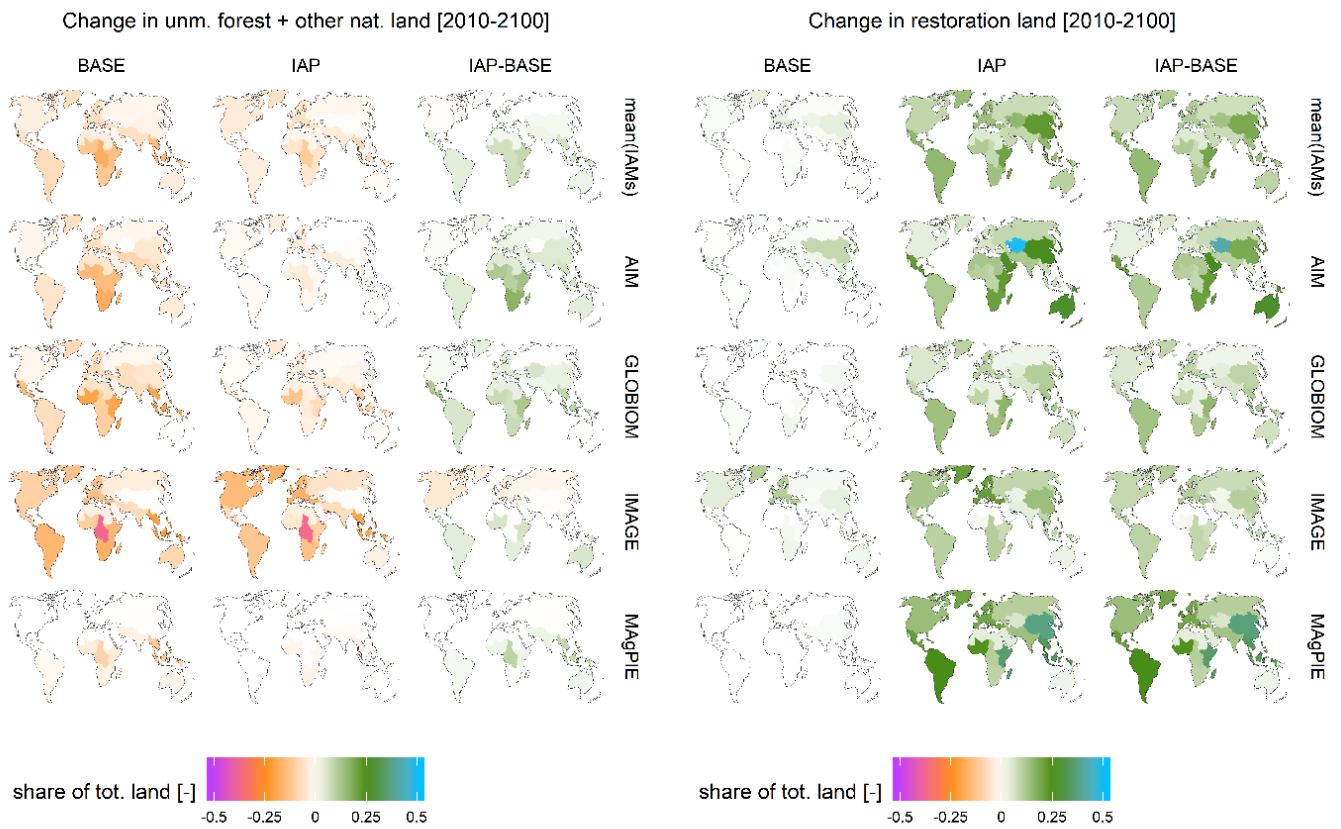 Change in unm. forest + other nat. land [2010-2100]
BASE IAP IAP-BASE
mean(IAMs)
AIM
GLOBIOM
IMAGE
MAgPIE
share of tot. land [-]
-0.5 -0.25 0 0.25 0.5
Change in restoration land [2010-2100]
BASE IAP IAP-BASE
mean(IAMs)
AIM
GLOBIOM
IMAGE
MAgPIE
share of tot. land [-]
-0.5 -0.25 0 0.25 0.5